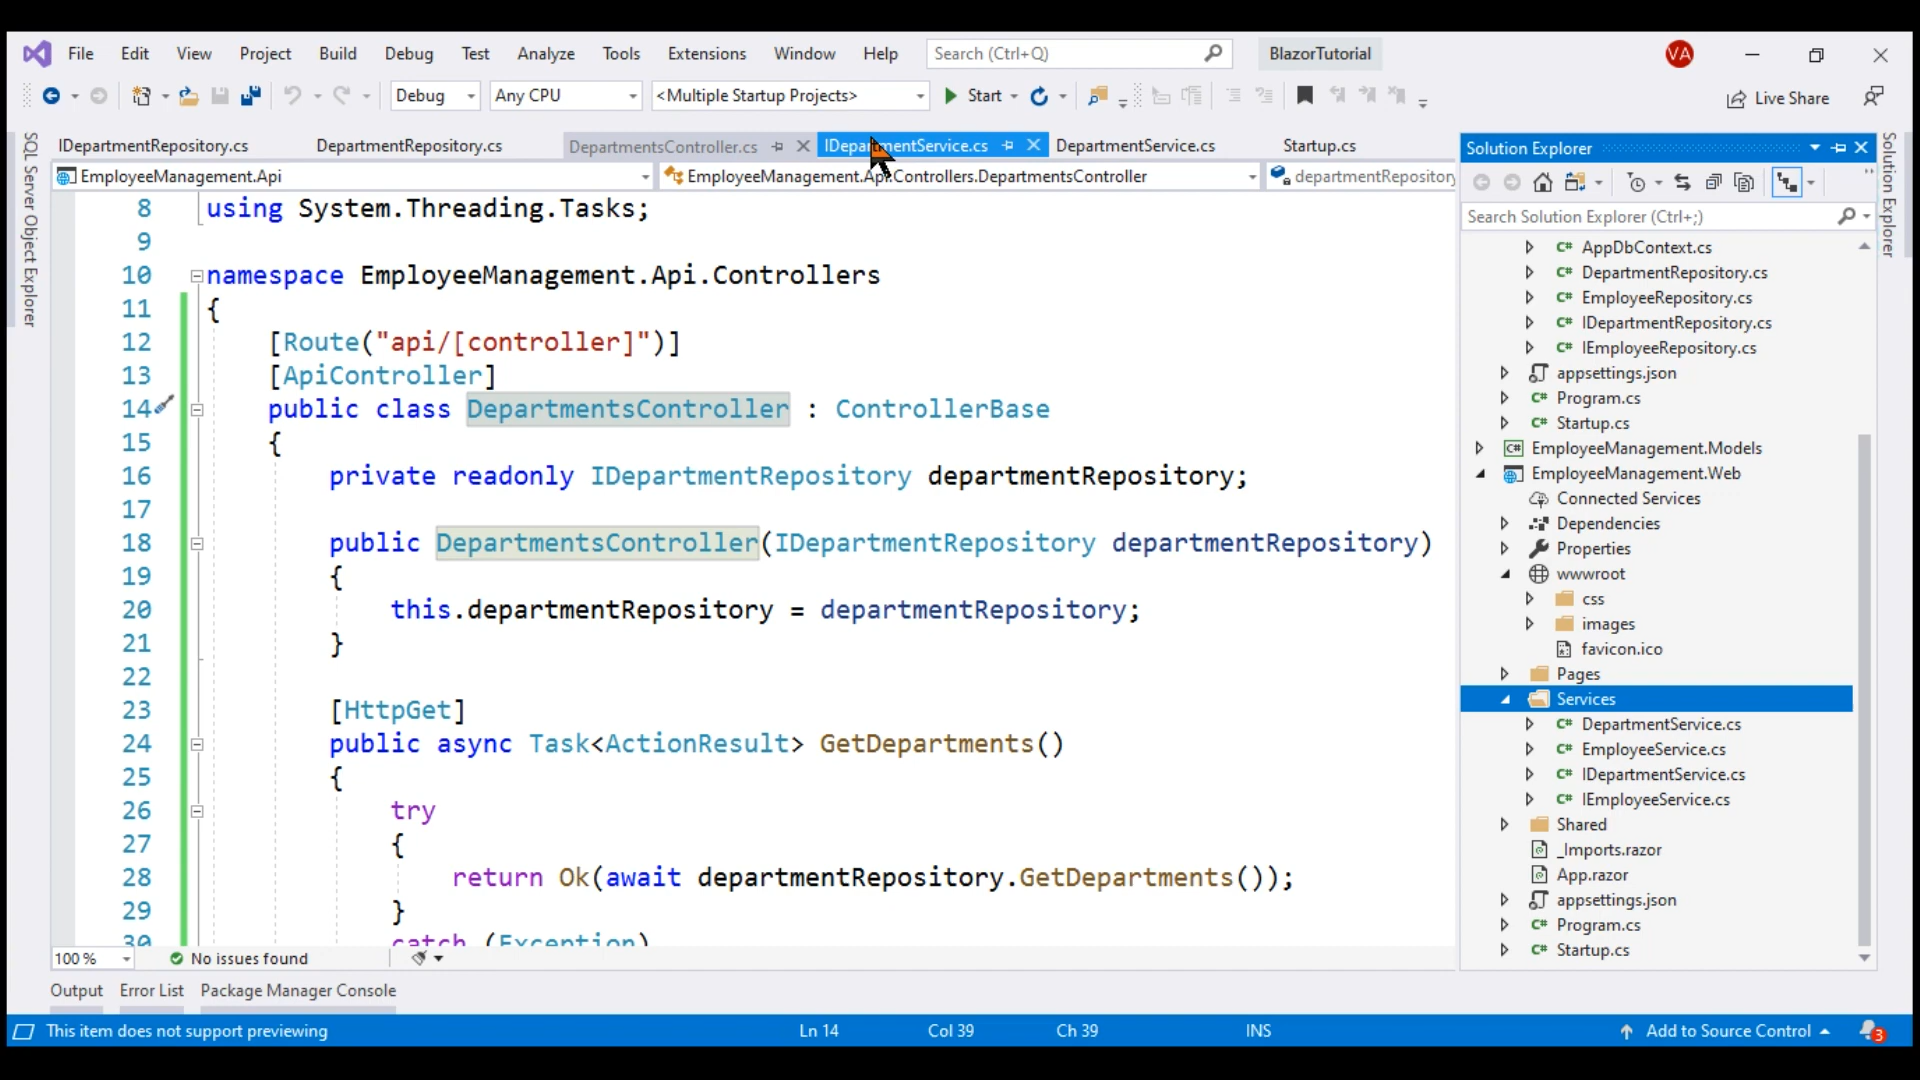 File Edit View Project Build Debug Test Analyze Tools Extensions Window Help Search (Ctrl+Q) BlazorTutorial VA
Debug Any CPU <Multiple Startup Projects> Start Live Share
IDepartmentRepository.cs DepartmentRepository.cs DepartmentsController.cs IDepartmentService.cs DepartmentService.cs Startup.cs
EmployeeManagement.Api EmployeeManagement.Api.Controllers.DepartmentsController departmentRepository
SQL Server Object Explorer
8 using System.Threading.Tasks;
9
10 namespace EmployeeManagement.Api.Controllers
11 {
12 [Route("api/[controller]")]
13 [ApiController]
14 public class DepartmentsController : ControllerBase
15 {
16 private readonly IDepartmentRepository departmentRepository;
17
18 public DepartmentsController(IDepartmentRepository departmentRepository)
19 {
20 this.departmentRepository = departmentRepository;
21 }
22
23 [HttpGet]
24 public async Task<ActionResult> GetDepartments()
25 {
26 try
27 {
28 return Ok(await departmentRepository.GetDepartments());
29 }
30 catch (Exception)
100 % No issues found
Output Error List Package Manager Console
Solution Explorer
Search Solution Explorer (Ctrl+;)
C# AppDbContext.cs
C# DepartmentRepository.cs
C# EmployeeRepository.cs
C# IDepartmentRepository.cs
C# IEmployeeRepository.cs
appsettings.json
C# Program.cs
C# Startup.cs
C# EmployeeManagement.Models
EmployeeManagement.Web
Connected Services
Dependencies
Properties
wwwroot
css
images
favicon.ico
Pages
Services
C# DepartmentService.cs
C# EmployeeService.cs
C# IDepartmentService.cs
C# IEmployeeService.cs
Shared
_Imports.razor
App.razor
appsettings.json
C# Program.cs
C# Startup.cs
Solution Explorer
This item does not support previewing Ln 14 Col 39 Ch 39 INS Add to Source Control 3